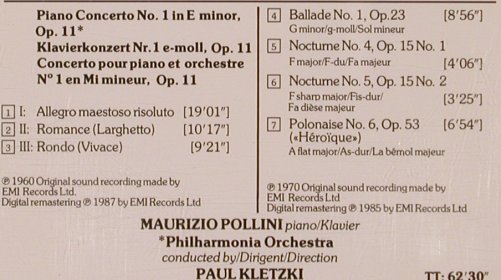 Piano Concerto No. 1 in E minor,
Op. 11*
Klavierkonzert Nr. 1 e-moll, Op. 11
Concerto pour piano et orchestre
Nº 1 en Mi mineur, Op. 11
1 I: Allegro maestoso risoluto [19'01"]
2 II: Romance (Larghetto) [10'17"]
3 III: Rondo (Vivace) [9'21"]
℗ 1960 Original sound recording made by
EMI Records Ltd.
Digital remastering ℗ 1987 by EMI Records Ltd
4 Ballade No. 1, Op. 23 [8'56"]
G minor/g-moll/Sol mineur
5 Nocturne No. 4, Op. 15 No. 1
F major/F-du/Fa majeur [4'06"]
6 Nocturne No. 5, Op. 15 No. 2
F sharp major/Fis-dur/ [3'25"]
Fa dièse majeur
7 Polonaise No. 6, Op. 53 [6'54"]
(«Héroïque»)
A flat major/As-dur/La bémol majeur
℗ 1970 Original sound recording made by
EMI Records Ltd
Digital remastering ℗ 1985 by EMI Records Ltd
MAURIZIO POLLINI piano/Klavier
*Philharmonia Orchestra
conducted by/Dirigent/Direction
PAUL KLETZKI
TT: 62'30"